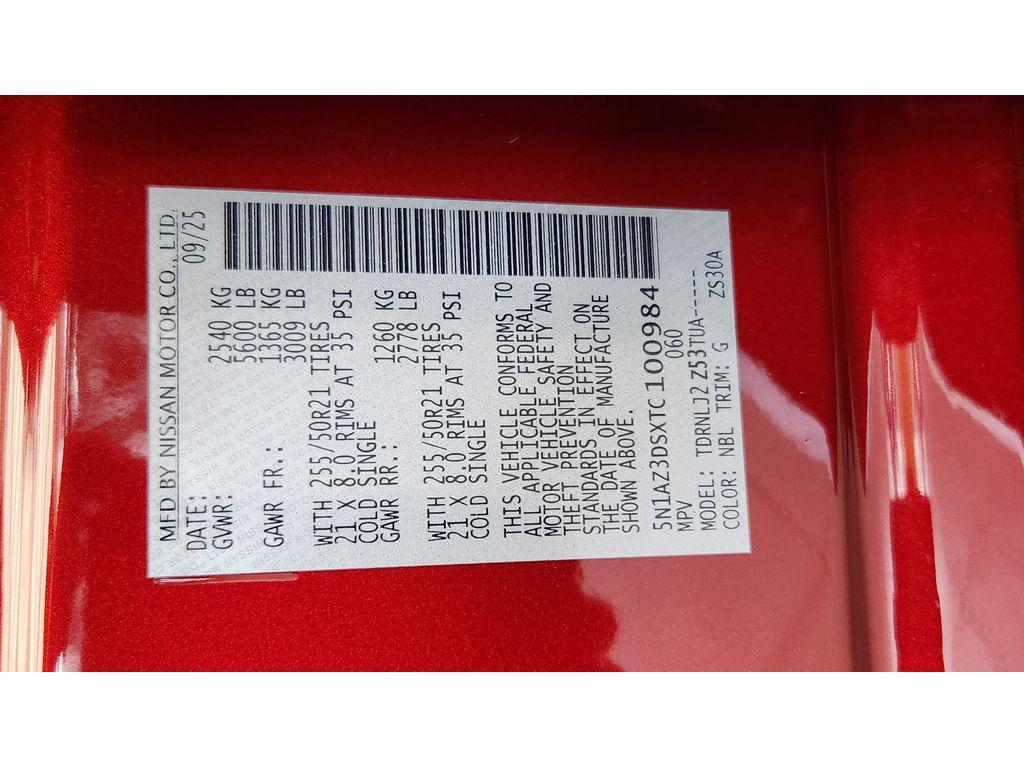 MFD BY NISSAN MOTOR CO., LTD.
DATE: 09/25
GVWR: 2540 KG
5600 LB
GAWR FR.: 1365 KG
3009 LB
WITH 255/50R21 TIRES
21 X 8.0 RIMS AT 35 PSI
COLD SINGLE
GAWR RR.: 1260 KG
2778 LB
WITH 255/50R21 TIRES
21 X 8.0 RIMS AT 35 PSI
COLD SINGLE
THIS VEHICLE CONFORMS TO
ALL APPLICABLE FEDERAL
MOTOR VEHICLE SAFETY AND
THEFT PREVENTION
STANDARDS IN EFFECT ON
THE DATE OF MANUFACTURE
SHOWN ABOVE.
5N1AZ3DSXTC100984
MPV 060
MODEL: TDRNLJ2 Z53TUA-----
COLOR: NBL TRIM: G ZS30A